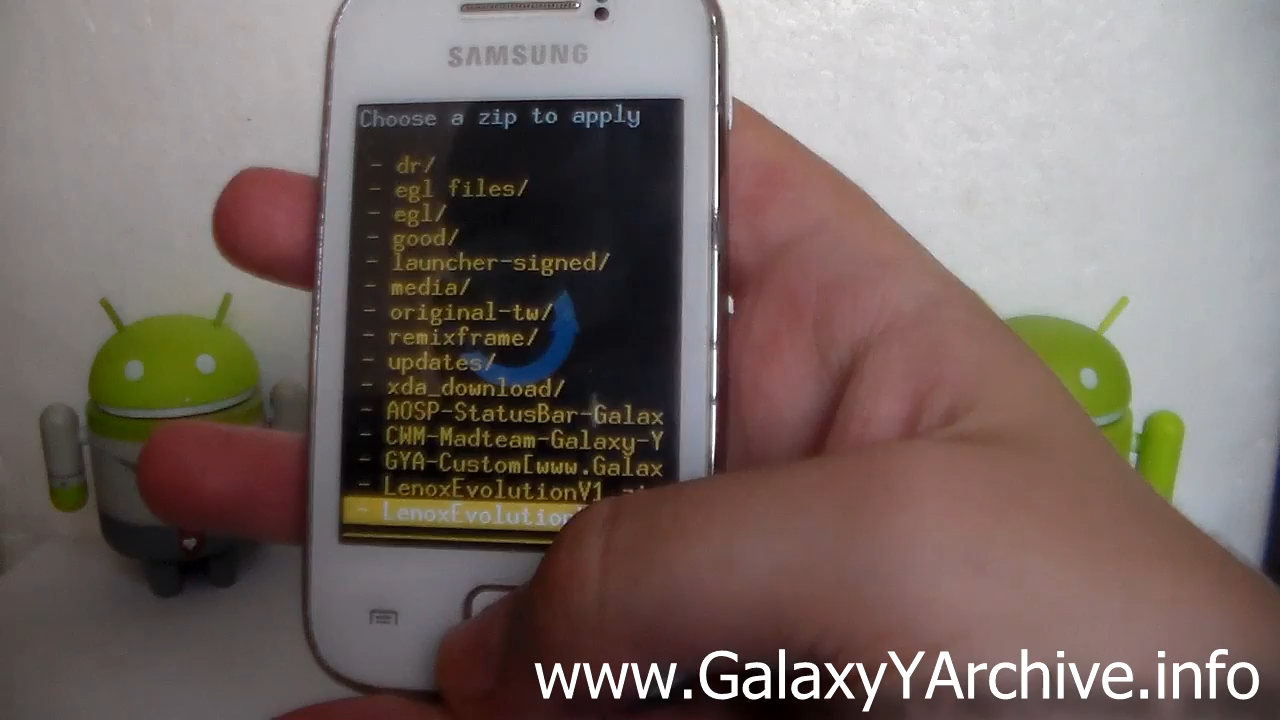 SAMSUNG
Choose a zip to apply
- dr/
- egl files/
- egl/
- good/
- launcher-signed/
- media/
- original-tw/
- remixframe/
- updates/
- xda_download/
- AOSP-StatusBar-Galax
- CWM-Madteam-Galaxy-Y
- GYA-Custom[www.Galax
- LenoxEvolutionV1
- LenoxEvolution
www.GalaxyYArchive.info